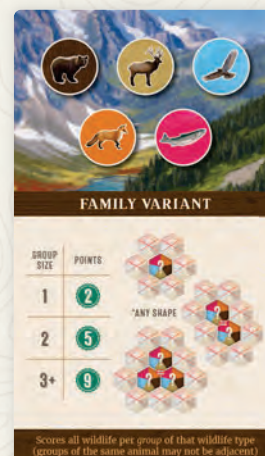 FAMILY VARIANT
GROUP SIZE
POINTS
1
2
2
5
3+
9
*ANY SHAPE
?
?
?
?
?
?
Scores all wildlife per group of that wildlife type
(groups of the same animal may not be adjacent)